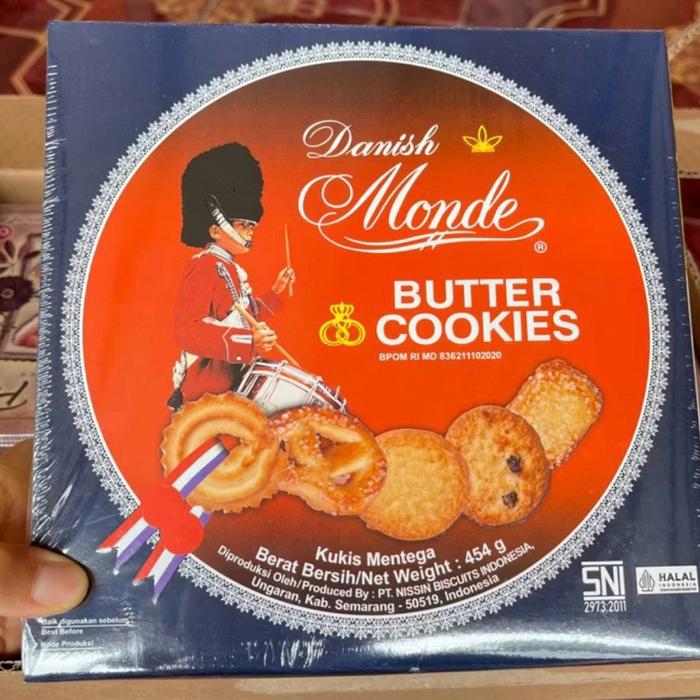 Danish
Monde
®
BUTTER
COOKIES
BPOM RI MD 836211102020
Kukis Mentega
Berat Bersih/Net Weight : 454 g
Diproduksi Oleh/Produced By : PT. NISSIN BISCUITS INDONESIA,
Ungaran, Kab. Semarang - 50519, Indonesia
SNI
2973:2011
HALAL
INDONESIA
Baik digunakan sebelum
Best Before
Kode Produksi